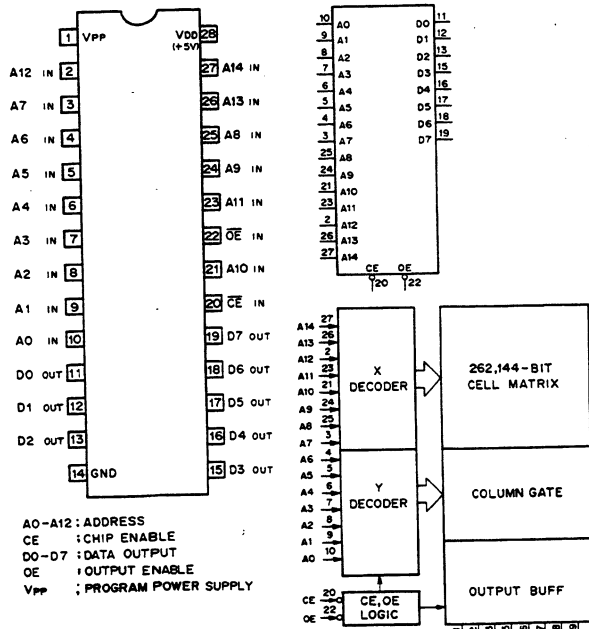 1 VPP VDD 28
(+5V)
A12 IN 2 27 A14 IN
A7 IN 3 26 A13 IN
A6 IN 4 25 A8 IN
A5 IN 5 24 A9 IN
A4 IN 6 23 A11 IN
A3 IN 7 22 OE IN
A2 IN 8 21 A10 IN
A1 IN 9 20 CE IN
A0 IN 10 19 D7 OUT
D0 OUT 11 18 D6 OUT
D1 OUT 12 17 D5 OUT
D2 OUT 13 16 D4 OUT
14 GND 15 D3 OUT
A0-A12 ; ADDRESS
CE ; CHIP ENABLE
D0-D7 ; DATA OUTPUT
OE ; OUTPUT ENABLE
VPP ; PROGRAM POWER SUPPLY
10 A0 D0 11
9 A1 D1 12
8 A2 D2 13
7 A3 D3 15
6 A4 D4 16
5 A5 D5 17
4 A6 D6 18
3 A7 D7 19
25 A8
24 A9
21 A10
23 A11
2 A12
26 A13
27 A14
CE OE
20 22
A14 27
A13 26
A12 2
A11 23
A10 21
A9 24
A8 25
A7 3
A6 4
A5 5
A4 6
A3 7
A2 8
A1 9
A0 10
X
DECODER
Y
DECODER
262,144-BIT
CELL MATRIX
COLUMN GATE
OUTPUT BUFF
CE 20
OE 22
CE, OE
LOGIC